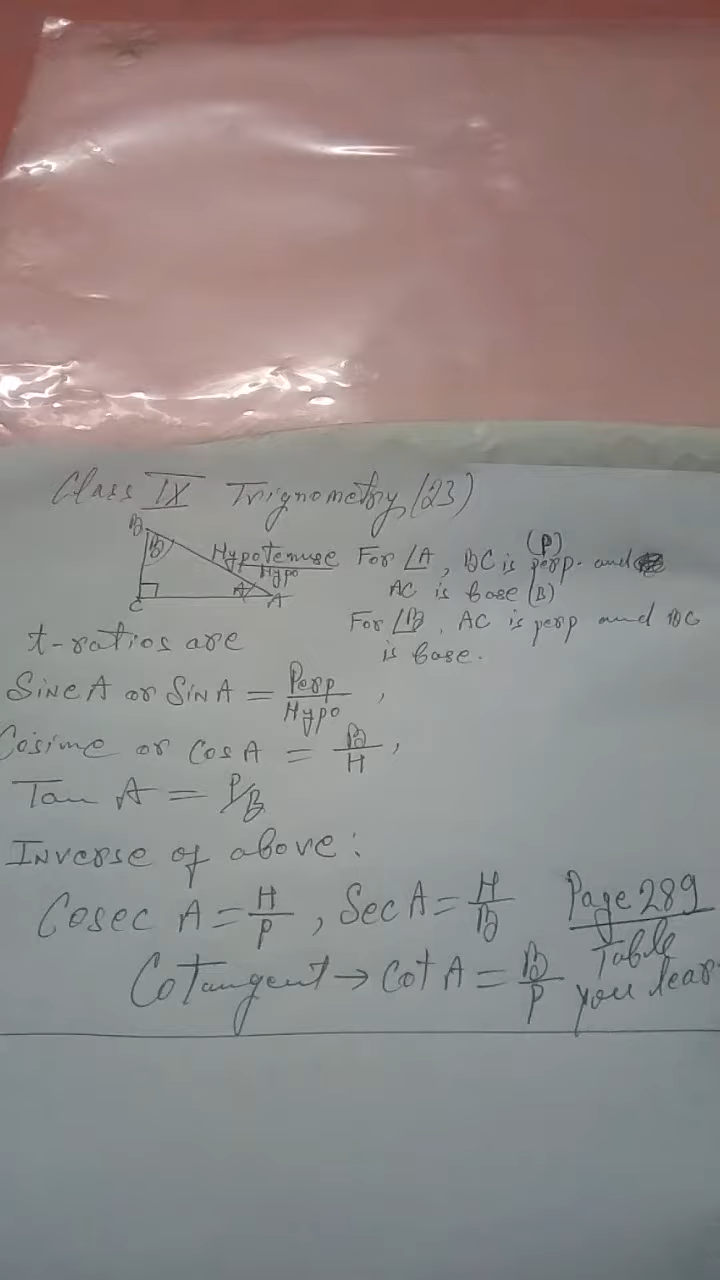 Class IX Trignometry (23)
B
B
Hypotenuse
Hypo
A
A
C
For ∠A, BC is perp. and
(P)
AC is base (B)
For ∠B, AC is perp and BC
is base.
t-ratios are
Sine A or Sin A = Perp/Hypo,
Cosime or Cos A = B/H,
Tan A = P/B
Inverse of above:
Cosec A = H/P, Sec A = H/B
Page 289
Table
you lear
Cotangent → Cot A = B/P